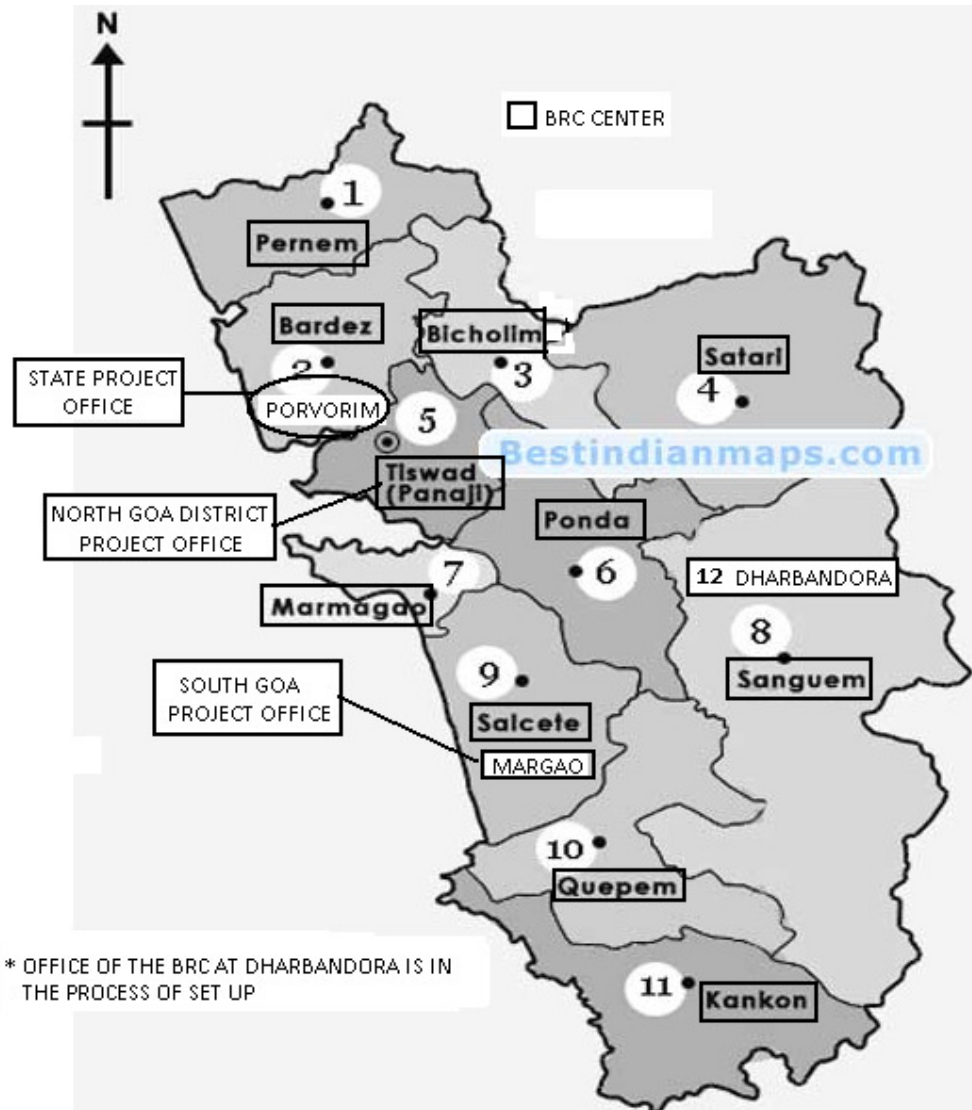 N
BRC CENTER
1
Pernem
Bardez
Bicholim
Satari
2
3
4
STATE PROJECT
OFFICE
PORVORIM
5
Bestindianmaps.com
Tiswad
(Panaji)
NORTH GOA DISTRICT
PROJECT OFFICE
Ponda
6
7
Marmagao
12 DHARBANDORA
8
Sanguem
9
SOUTH GOA
PROJECT OFFICE
Salcete
MARGAO
10
Quepem
* OFFICE OF THE BRC AT DHARBANDORA IS IN
THE PROCESS OF SET UP
11
Kankon